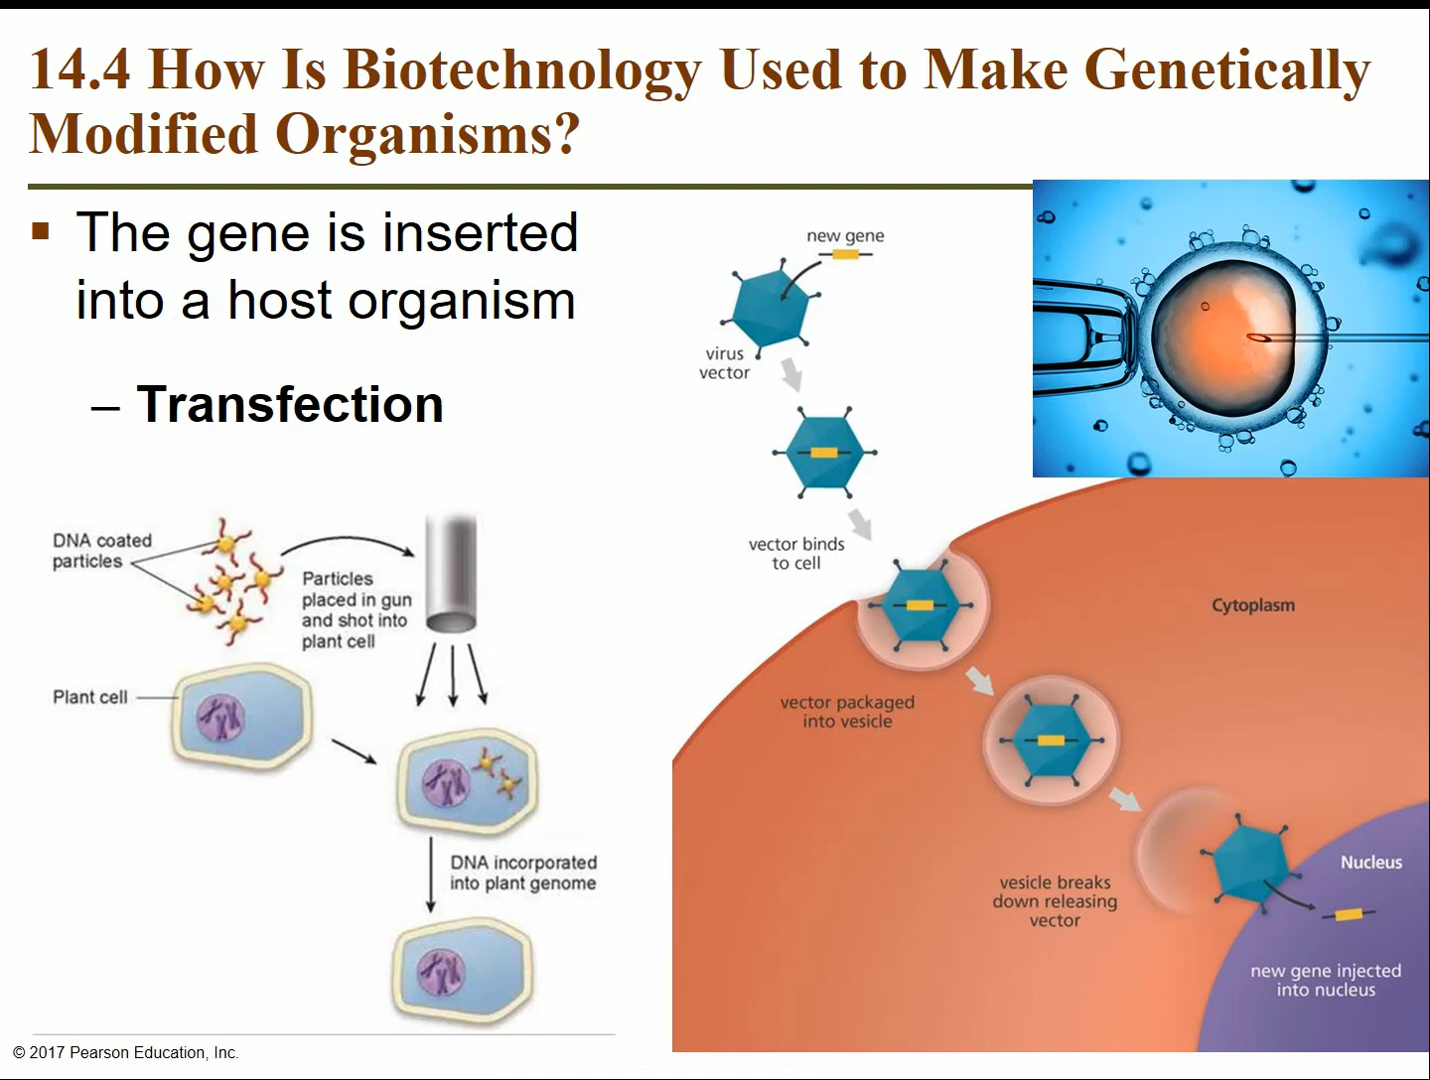 14.4 How Is Biotechnology Used to Make Genetically
Modified Organisms?
The gene is inserted
into a host organism
– Transfection
DNA coated
particles
Particles
placed in gun
and shot into
plant cell
Plant cell
DNA incorporated
into plant genome
new gene
virus
vector
vector binds
to cell
Cytoplasm
vector packaged
into vesicle
vesicle breaks
down releasing
vector
Nucleus
new gene injected
into nucleus
© 2017 Pearson Education, Inc.